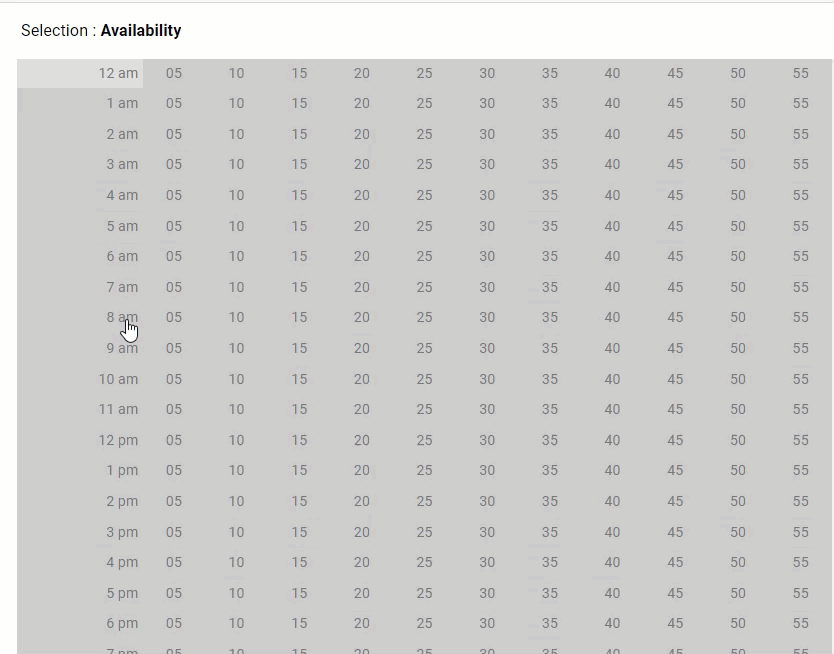 Selection : Availability
12 am 05 10 15 20 25 30 35 40 45 50 55
1 am 05 10 15 20 25 30 35 40 45 50 55
2 am 05 10 15 20 25 30 35 40 45 50 55
3 am 05 10 15 20 25 30 35 40 45 50 55
4 am 05 10 15 20 25 30 35 40 45 50 55
5 am 05 10 15 20 25 30 35 40 45 50 55
6 am 05 10 15 20 25 30 35 40 45 50 55
7 am 05 10 15 20 25 30 35 40 45 50 55
8 am 05 10 15 20 25 30 35 40 45 50 55
9 am 05 10 15 20 25 30 35 40 45 50 55
10 am 05 10 15 20 25 30 35 40 45 50 55
11 am 05 10 15 20 25 30 35 40 45 50 55
12 pm 05 10 15 20 25 30 35 40 45 50 55
1 pm 05 10 15 20 25 30 35 40 45 50 55
2 pm 05 10 15 20 25 30 35 40 45 50 55
3 pm 05 10 15 20 25 30 35 40 45 50 55
4 pm 05 10 15 20 25 30 35 40 45 50 55
5 pm 05 10 15 20 25 30 35 40 45 50 55
6 pm 05 10 15 20 25 30 35 40 45 50 55
7 pm 05 10 15 20 25 30 35 40 45 50 55